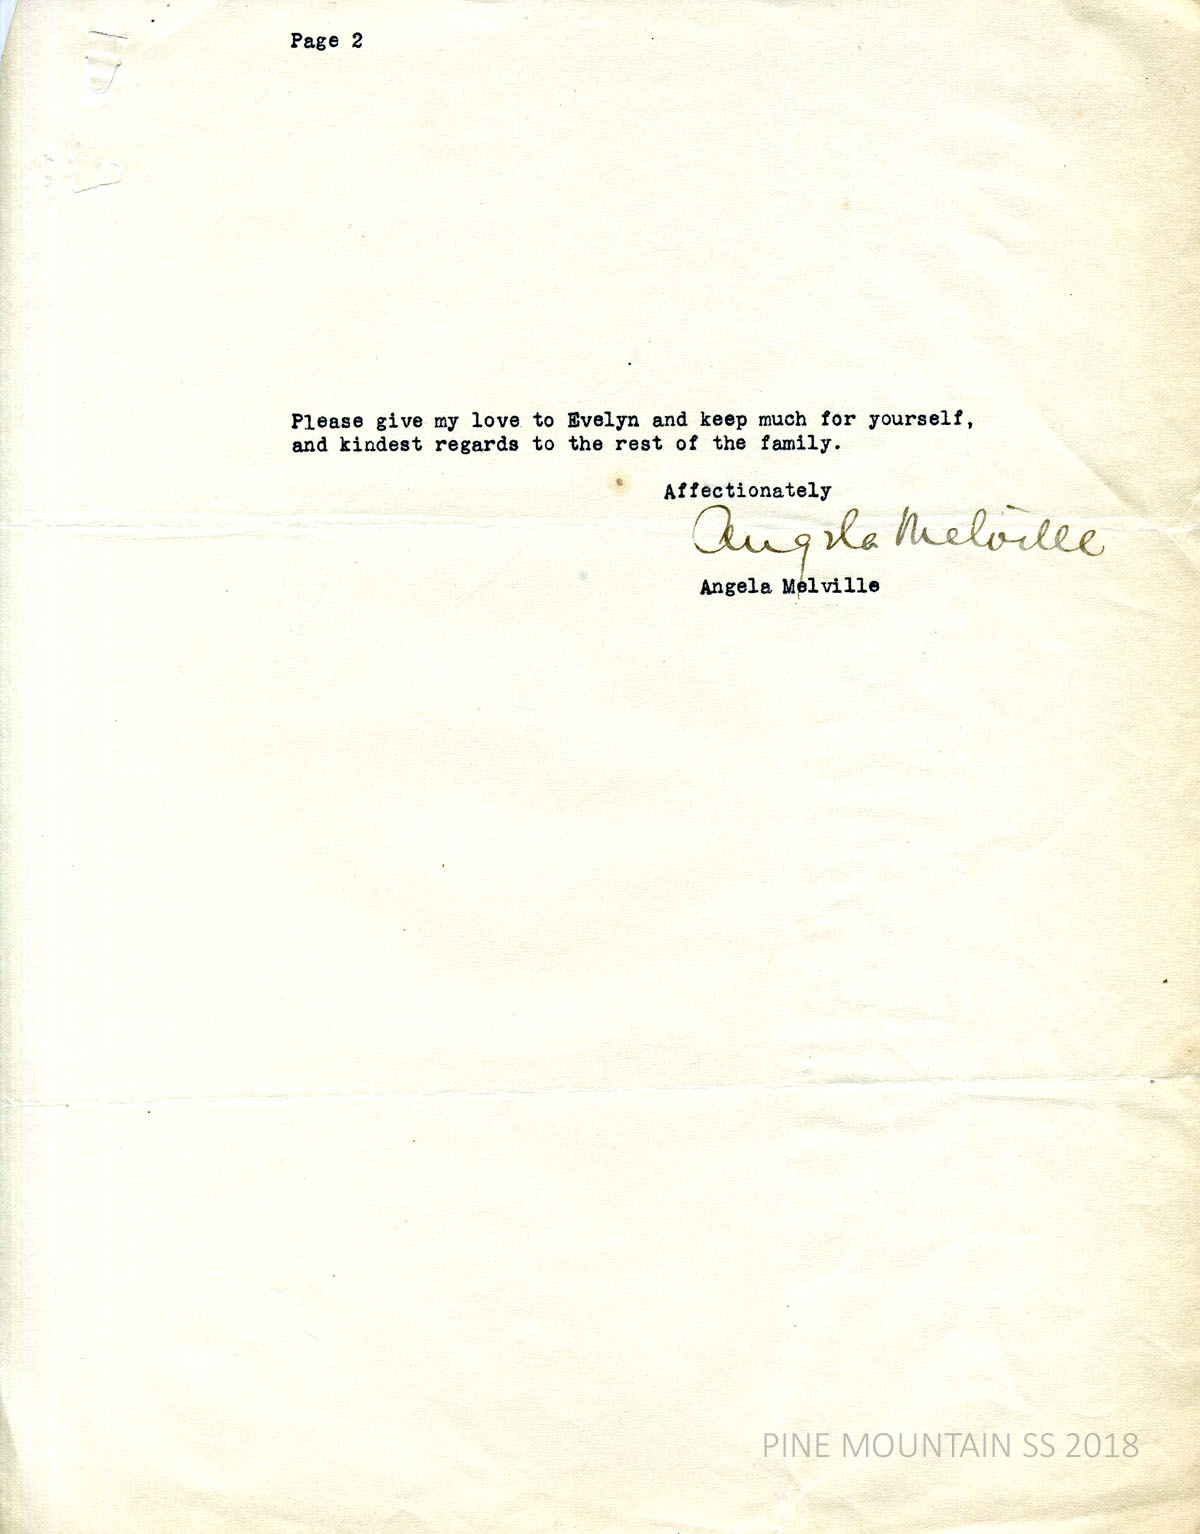 Page 2
Please give my love to Evelyn and keep much for yourself,
and kindest regards to the rest of the family.
Affectionately
Angela Melville
Angela Melville
PINE MOUNTAIN SS 2018